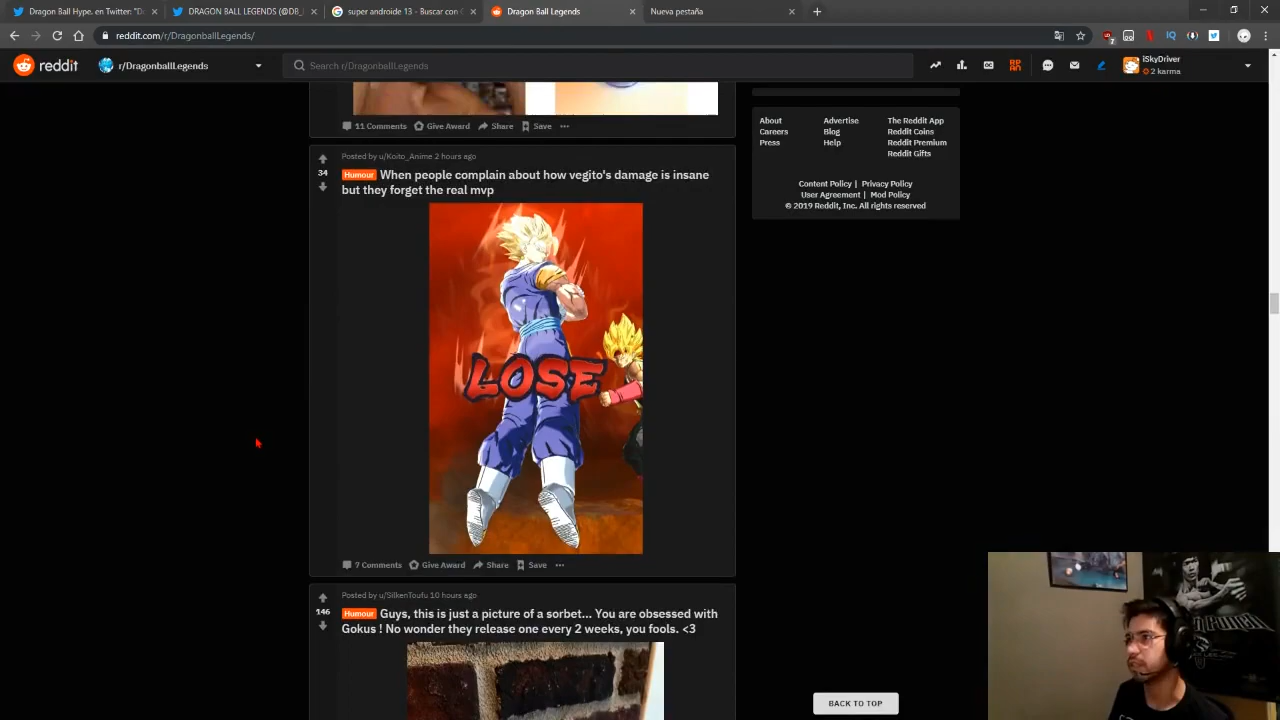 Dragon Ball Hype. en Twitter: "Do
DRAGON BALL LEGENDS (@DB_
super androide 13 - Buscar con
Dragon Ball Legends
Nueva pestaña
reddit.com/r/DragonballLegends/
reddit
r/DragonballLegends
Search r/DragonballLegends
iSkyDriver
2 karma
11 Comments Give Award Share Save
About Advertise The Reddit App
Careers Blog Reddit Coins
Press Help Reddit Premium
Reddit Gifts
Content Policy | Privacy Policy
User Agreement | Mod Policy
© 2019 Reddit, Inc. All rights reserved
Posted by u/Koito_Anime 2 hours ago
34
Humour When people complain about how vegito's damage is insane
but they forget the real mvp
LOSE
7 Comments Give Award Share Save
Posted by u/SilkenToufu 10 hours ago
146
Humour Guys, this is just a picture of a sorbet... You are obsessed with
Gokus ! No wonder they release one every 2 weeks, you fools. <3
BACK TO TOP